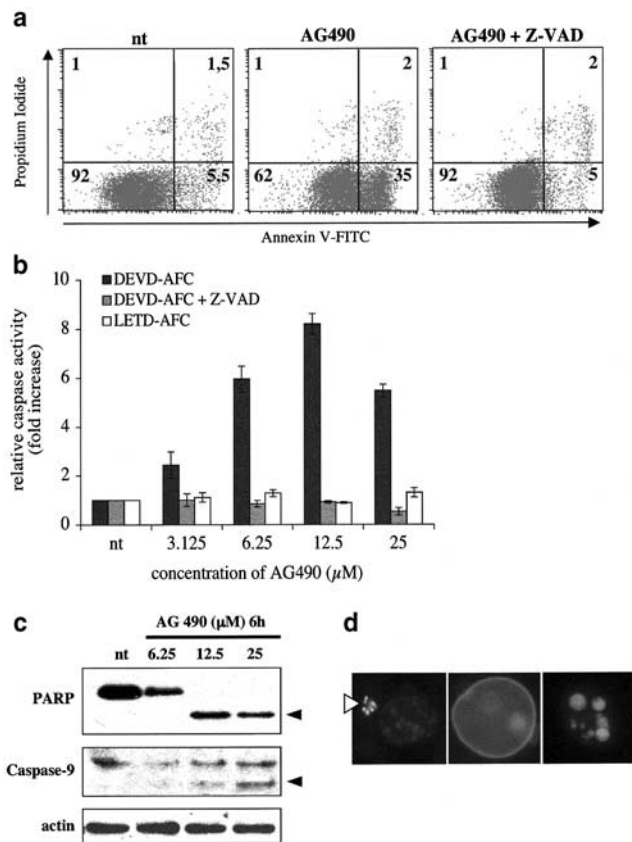 a
nt AG490 AG490 + Z-VAD
Propidium Iodide
1 1,5 1 2 1 2
92 5,5 62 35 92 5
Annexin V-FITC
b
relative caspase activity
(fold increase)
10
8
6
4
2
0
DEVD-AFC
DEVD-AFC + Z-VAD
LETD-AFC
nt 3.125 6.25 12.5 25
concentration of AG490 (μM)
c
AG 490 (μM) 6h
nt 6.25 12.5 25
PARP
Caspase-9
actin
d